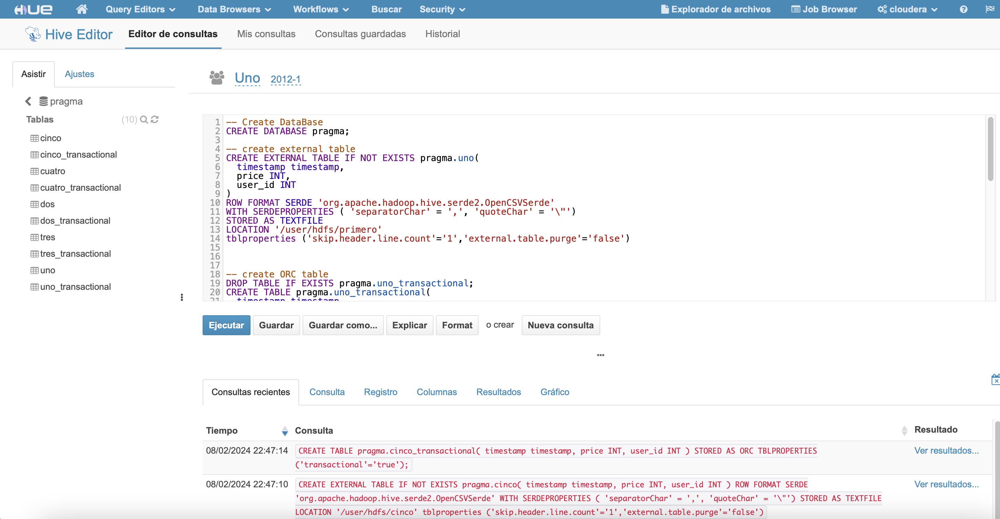 HUE Query Editors Data Browsers Workflows Buscar Security Explorador de archivos Job Browser cloudera
Hive Editor Editor de consultas Mis consultas Consultas guardadas Historial
Asistir Ajustes
pragma
Tablas (10)
cinco
cinco_transactional
cuatro
cuatro_transactional
dos
dos_transactional
tres
tres_transactional
uno
uno_transactional
Uno 2012-1
1 -- Create DataBase
2 CREATE DATABASE pragma;
3
4 -- create external table
5 CREATE EXTERNAL TABLE IF NOT EXISTS pragma.uno(
6 timestamp timestamp,
7 price INT,
8 user_id INT
9 )
10 ROW FORMAT SERDE 'org.apache.hadoop.hive.serde2.OpenCSVSerde'
11 WITH SERDEPROPERTIES ( 'separatorChar' = ',', 'quoteChar' = '\"')
12 STORED AS TEXTFILE
13 LOCATION '/user/hdfs/primero'
14 tblproperties ('skip.header.line.count'='1','external.table.purge'='false')
15
16
17
18 -- create ORC table
19 DROP TABLE IF EXISTS pragma.uno_transactional;
20 CREATE TABLE pragma.uno_transactional(
21 timestamp timestamp
Ejecutar Guardar Guardar como... Explicar Format o crear Nueva consulta
Consultas recientes Consulta Registro Columnas Resultados Gráfico
Tiempo Consulta Resultado
08/02/2024 22:47:14 CREATE TABLE pragma.cinco_transactional( timestamp timestamp, price INT, user_id INT ) STORED AS ORC TBLPROPERTIES Ver resultados...
('transactional'='true');
08/02/2024 22:47:10 CREATE EXTERNAL TABLE IF NOT EXISTS pragma.cinco( timestamp timestamp, price INT, user_id INT ) ROW FORMAT SERDE Ver resultados...
'org.apache.hadoop.hive.serde2.OpenCSVSerde' WITH SERDEPROPERTIES ( 'separatorChar' = ',', 'quoteChar' = '\"') STORED AS TEXTFILE
LOCATION '/user/hdfs/cinco' tblproperties ('skip.header.line.count'='1','external.table.purge'='false')